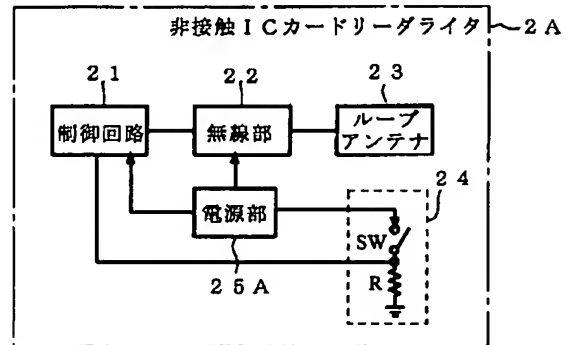 非接触ICカードリーダライタ 2A
21 22 23
制御回路 無線部 ループ
アンテナ
24
電源部
SW
25A R